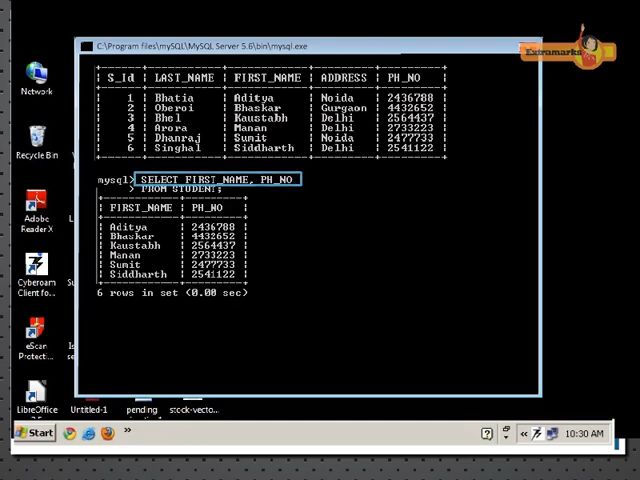 C:\Program files\mySQL\MySQL Server 5.6\bin\mysql.exe
Extramarks
S_Id LAST_NAME FIRST_NAME ADDRESS PH_NO
1 Bhatia Aditya Noida 2436788
2 Oberoi Bhaskar Gurgaon 4432652
3 Bhel Kaustabh Delhi 2564437
4 Arora Manan Delhi 2733223
5 Dhanraj Sumit Noida 2477733
6 Singhal Siddharth Delhi 2541122
mysql> SELECT FIRST_NAME, PH_NO
> FROM STUDENT;
FIRST_NAME PH_NO
Aditya 2436788
Bhaskar 4432652
Kaustabh 2564437
Manan 2733223
Sumit 2477733
Siddharth 2541122
6 rows in set (0.00 sec)
Network
Recycle Bin
Adobe
Reader X
Cyberoam
Client fo...
eScan
Protecti...
LibreOffice
Untitled-1
pending
stock-vecto...
Start
10:30 AM